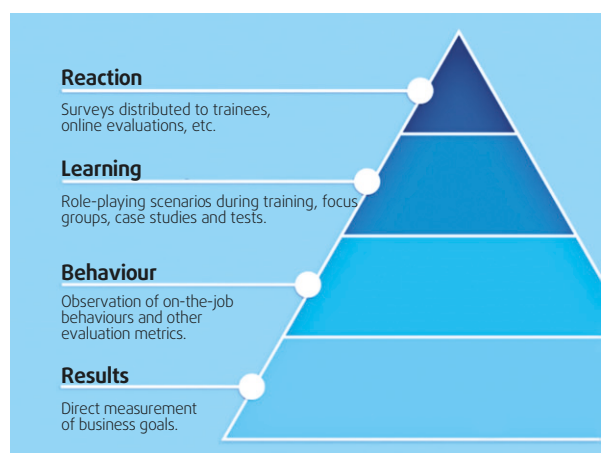 Reaction
Surveys distributed to trainees,
online evaluations, etc.
Learning
Role-playing scenarios during training, focus
groups, case studies and tests.
Behaviour
Observation of on-the-job
behaviours and other
evaluation metrics.
Results
Direct measurement
of business goals.